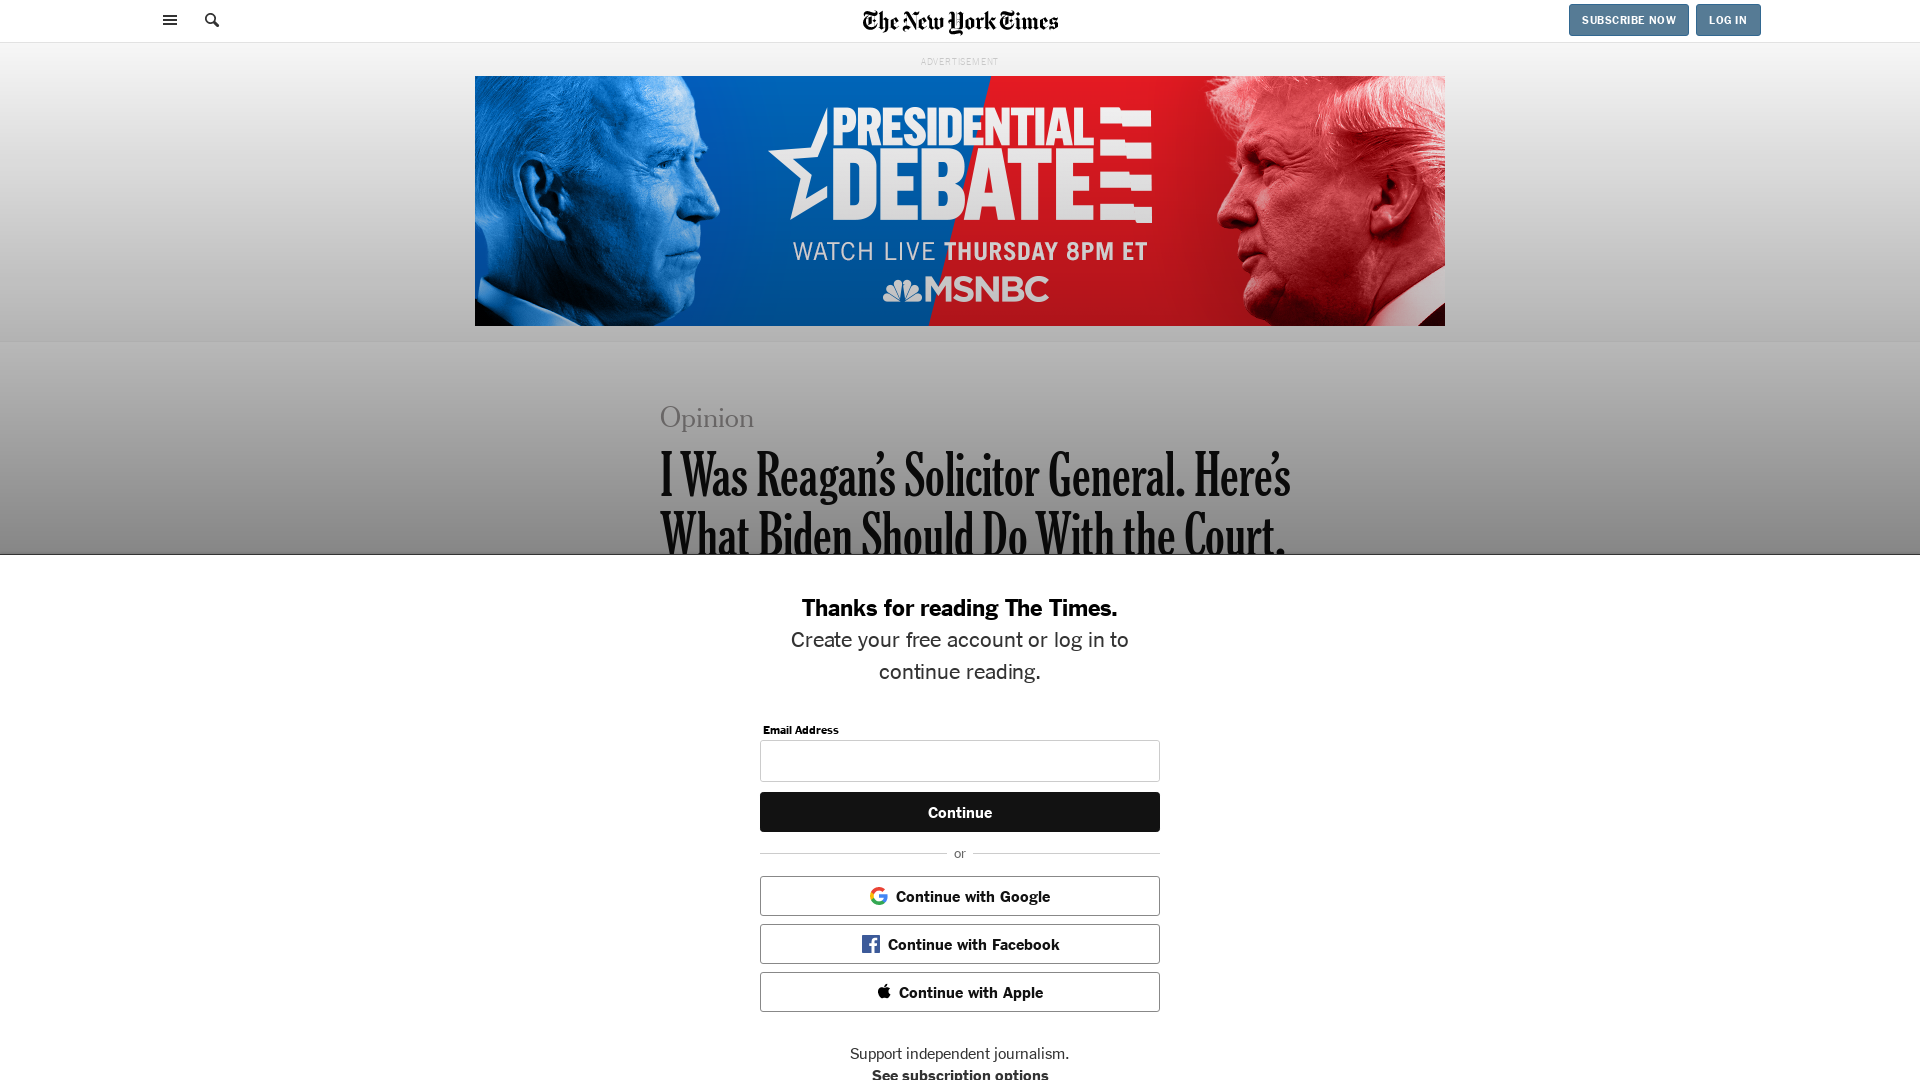 The New York Times
SUBSCRIBE NOW
LOG IN
ADVERTISEMENT
PRESIDENTIAL
DEBATE
WATCH LIVE THURSDAY 8PM ET
MSNBC
Opinion
I Was Reagan’s Solicitor General. Here’s
What Biden Should Do With the Court.
Thanks for reading The Times.
Create your free account or log in to
continue reading.
Email Address
Continue
or
Continue with Google
Continue with Facebook
Continue with Apple
Support independent journalism.
See subscription options